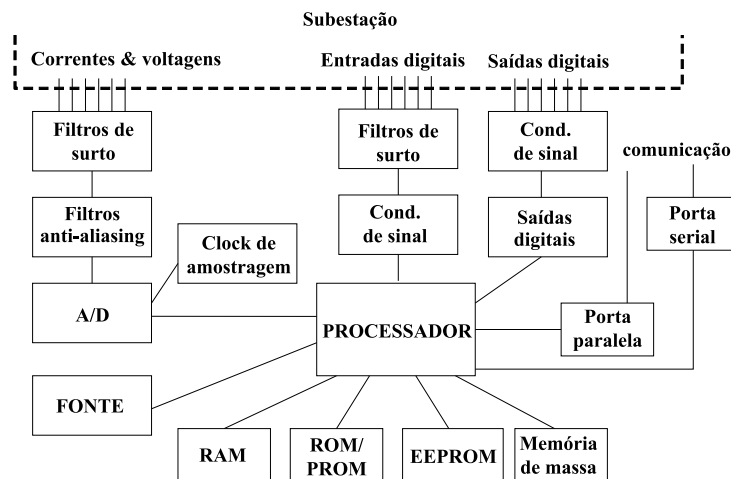 Subestação
Correntes & voltagens
Entradas digitais
Saídas digitais
Filtros de
surto
Filtros de
surto
Cond.
de sinal
comunicação
Filtros
anti-aliasing
Clock de
amostragem
Cond.
de sinal
Saídas
digitais
Porta
serial
A/D
PROCESSADOR
Porta
paralela
FONTE
RAM
ROM/
PROM
EEPROM
Memória
de massa